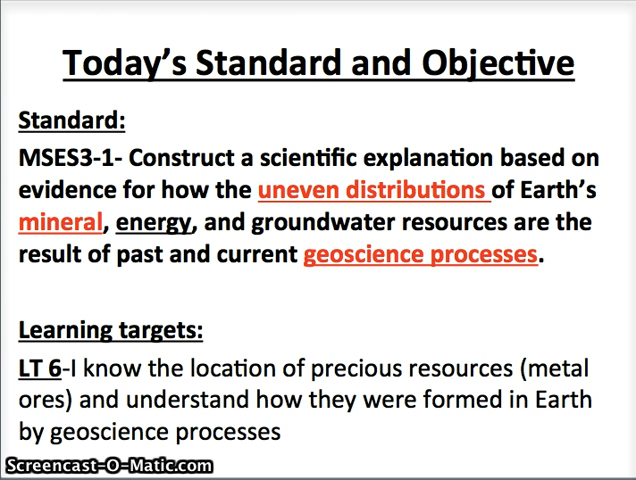 Today's Standard and Objective
Standard:
MSES3-1- Construct a scientific explanation based on
evidence for how the uneven distributions of Earth's
mineral, energy, and groundwater resources are the
result of past and current geoscience processes.
Learning targets:
LT 6-I know the location of precious resources (metal
ores) and understand how they were formed in Earth
by geoscience processes
Screencast-O-Matic.com